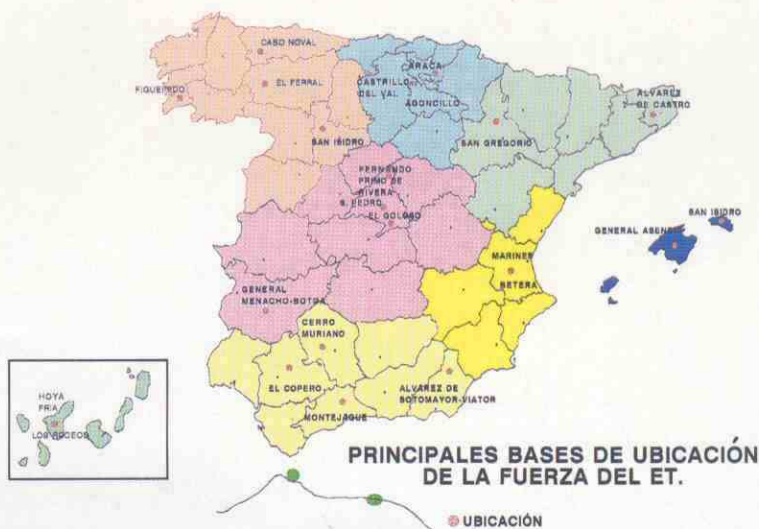 CABO NOVAL
FIGUEIRIDO
EL FERRAL
SAN ISIDRO
ARACA
CASTRILLO
DEL VAL
AGONCILLO
SAN GREGORIO
ALVAREZ
DE CASTRO
FERNANDO
PRIMO DE
RIVERA
S. PEDRO
EL GOLOSO
SAN ISIDRO
GENERAL ASENSIO
MARINES
BETERA
GENERAL
MENACHO-BOTOA
CERRO
MURIANO
EL COPERO
MONTEJAQUE
ALVAREZ DE
SOTOMAYOR-VIATOR
HOYA
FRIA
LOS RODEOS
PRINCIPALES BASES DE UBICACIÓN
DE LA FUERZA DEL ET.
UBICACIÓN